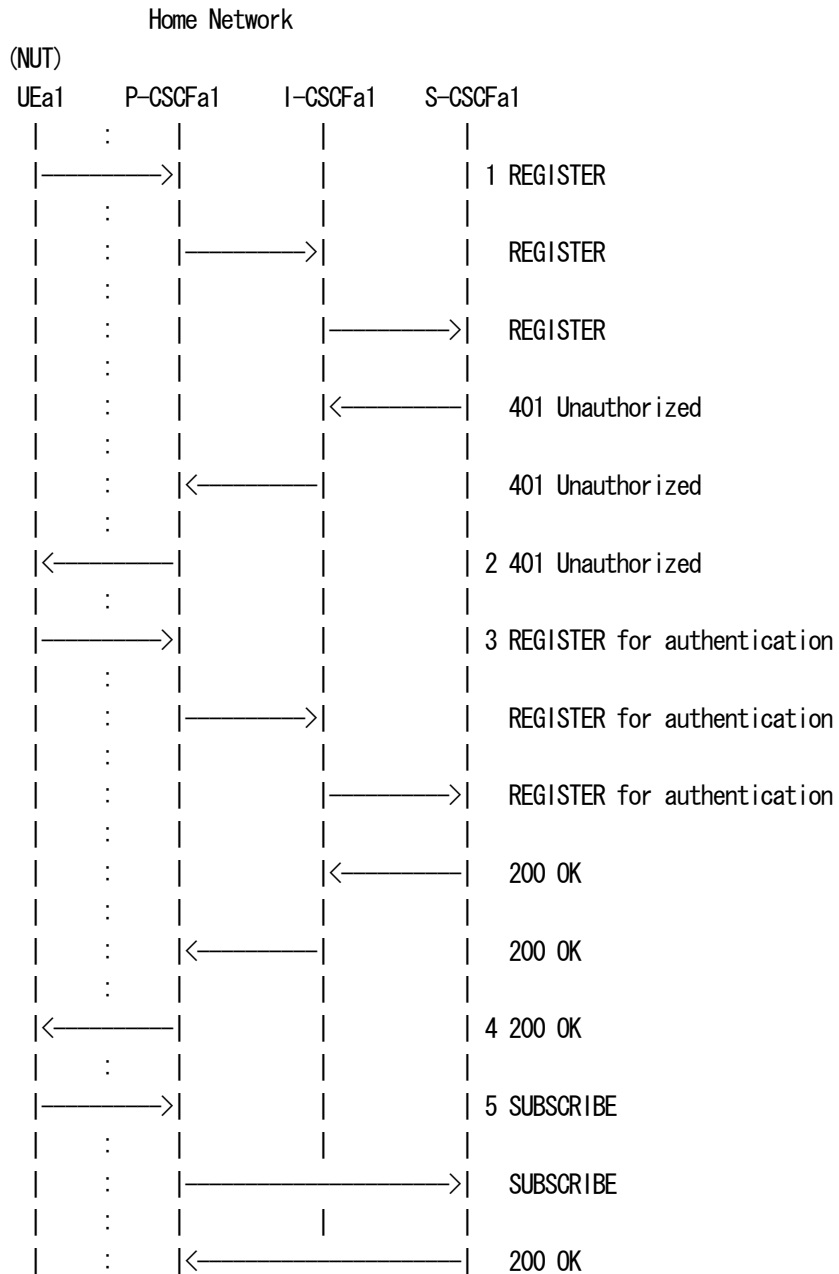 Home Network
(NUT)
UEa1 P-CSCFa1 I-CSCFa1 S-CSCFa1
1 REGISTER
REGISTER
REGISTER
401 Unauthorized
401 Unauthorized
2 401 Unauthorized
3 REGISTER for authentication
REGISTER for authentication
REGISTER for authentication
200 OK
200 OK
4 200 OK
5 SUBSCRIBE
SUBSCRIBE
200 OK